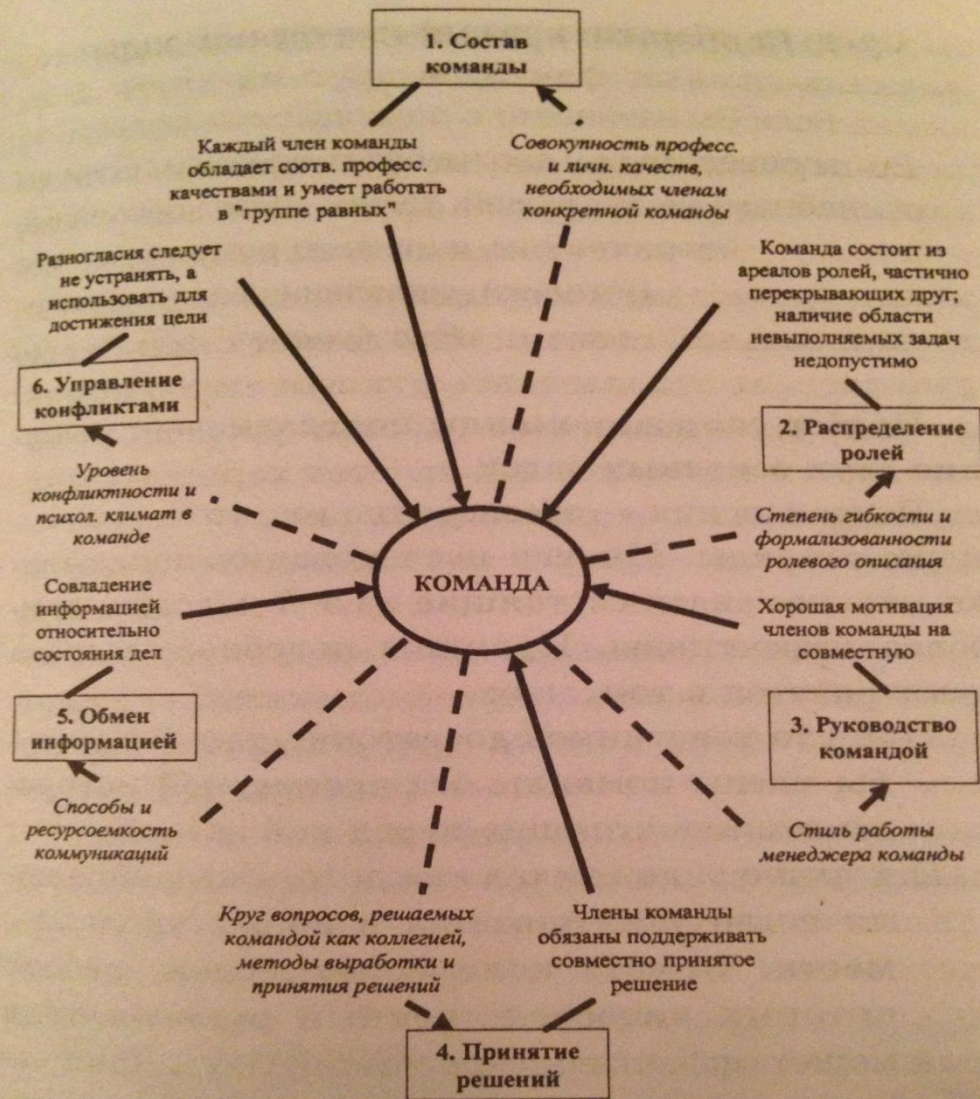 1. Состав
команды
Каждый член команды
обладает соотв. професс.
качествами и умеет работать
в "группе равных"
Совокупность професс.
и личн. качеств,
необходимых членам
конкретной команды
Разногласия следует
не устранять, а
использовать для
достижения цели
Команда состоит из
ареалов ролей, частично
перекрывающих друг;
наличие области
невыполняемых задач
недопустимо
6. Управление
конфликтами
2. Распределение
ролей
Уровень
конфликтности и
психол. климат в
команде
Степень гибкости и
формализованности
ролевого описания
КОМАНДА
Совладение
информацией
относительно
состояния дел
Хорошая мотивация
членов команды на
совместную
5. Обмен
информацией
3. Руководство
командой
Способы и
ресурсоемкость
коммуникаций
Стиль работы
менеджера команды
Круг вопросов, решаемых
командой как коллегией,
методы выработки и
принятия решений
Члены команды
обязаны поддерживать
совместно принятое
решение
4. Принятие
решений